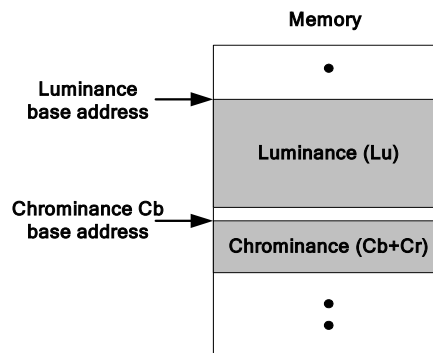 Memory
Luminance
base address
Luminance (Lu)
Chrominance Cb
base address
Chrominance (Cb+Cr)